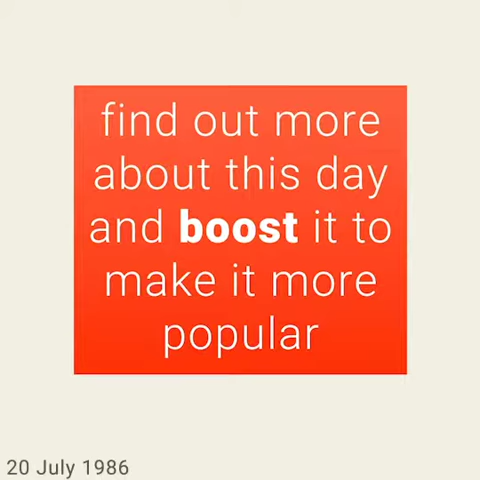 find out more
about this day
and boost it to
make it more
popular
20 July 1986